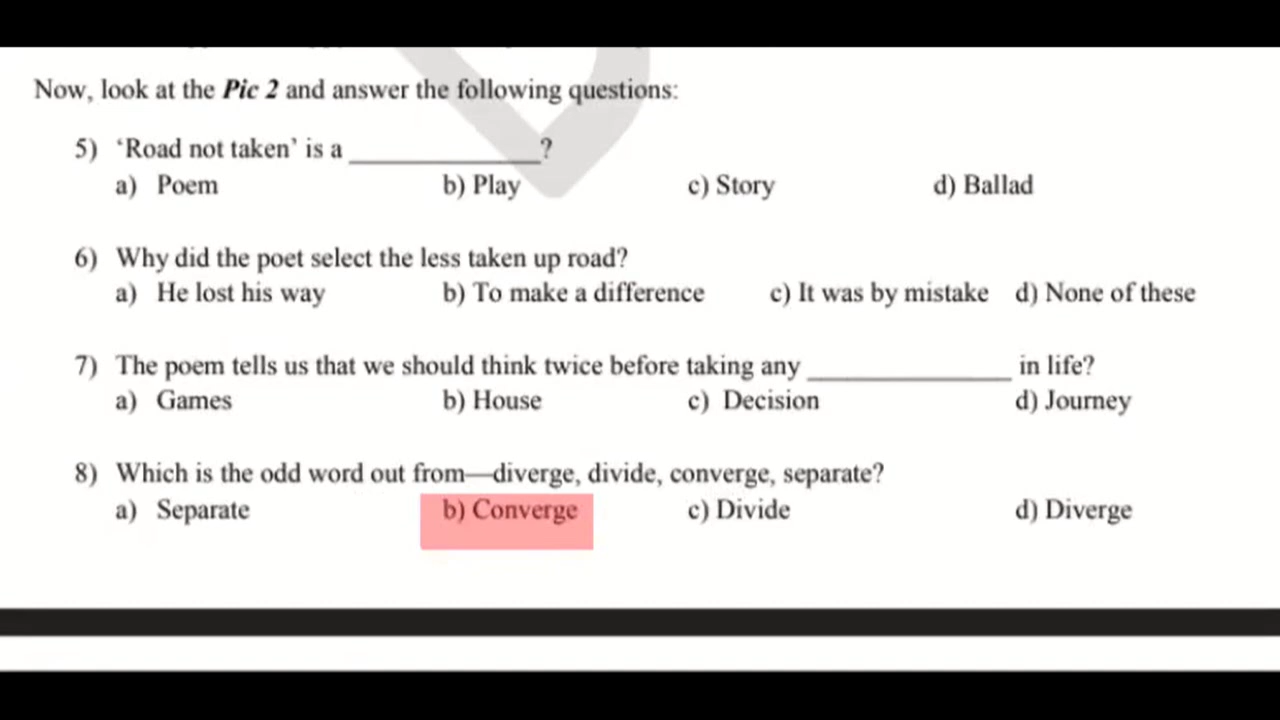 Now, look at the Pic 2 and answer the following questions:
5) ‘Road not taken’ is a ______________?
a) Poem b) Play c) Story d) Ballad
6) Why did the poet select the less taken up road?
a) He lost his way b) To make a difference c) It was by mistake d) None of these
7) The poem tells us that we should think twice before taking any _______________ in life?
a) Games b) House c) Decision d) Journey
8) Which is the odd word out from—diverge, divide, converge, separate?
a) Separate b) Converge c) Divide d) Diverge